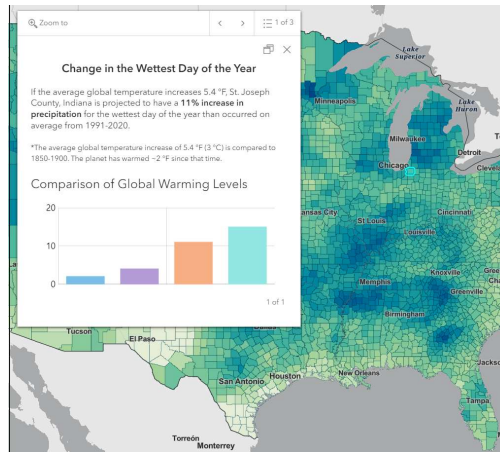 Zoom to
1 of 3
Change in the Wettest Day of the Year
If the average global temperature increases 5.4 °F, St. Joseph
County, Indiana is projected to have a 11% increase in
precipitation for the wettest day of the year than occurred on
average from 1991-2020.
*The average global temperature increase of 5.4 °F (3 °C) is compared to
1850-1900. The planet has warmed ~2 °F since that time.
Comparison of Global Warming Levels
20
10
0
1 of 1
Lake
Superior
Minneapolis
Lake
Huron
Milwaukee
Detroit
Chicago
Clevel
ansas City
St Louis
Cincinnati
Louisville
Knoxville
Gree
Cha
Memphis
Greenville
Birmingham
Tucson
El Paso
Dallas
Jackso
San Antonio
Houston
New Orleans
Tampa
Torreón
Monterrey